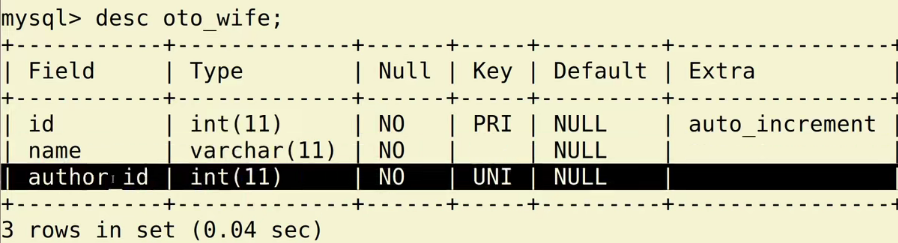 mysql> desc oto_wife;
+-----------+-------------+------+-----+---------+----------------+
| Field     | Type        | Null | Key | Default | Extra          
+-----------+-------------+------+-----+---------+----------------+
| id        | int(11)     | NO   | PRI | NULL    | auto_increment |
| name      | varchar(11) | NO   |     | NULL    |                
| author_id | int(11)     | NO   | UNI | NULL    |                |
+-----------+-------------+------+-----+---------+----------------+
3 rows in set (0.04 sec)